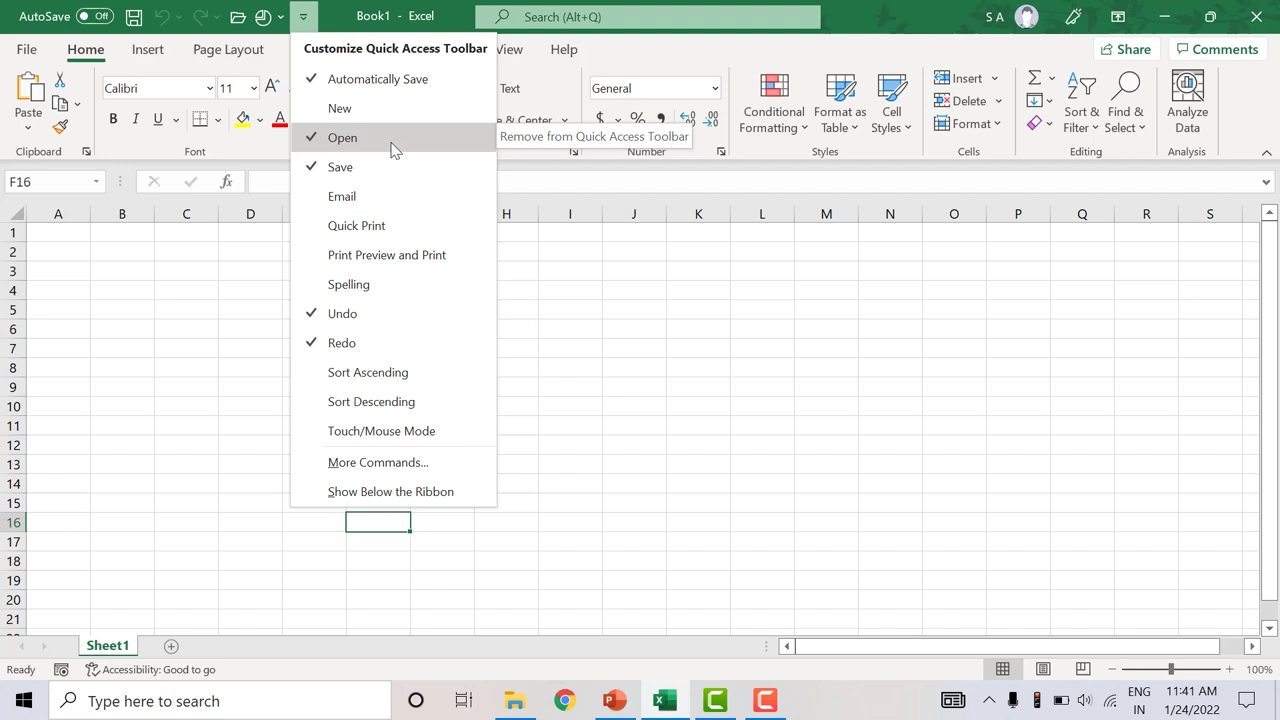 AutoSave Off Book1 - Excel Search (Alt+Q) S A
File Home Insert Page Layout View Help Share Comments
Customize Quick Access Toolbar
Automatically Save
New
Open
Save
Email
Quick Print
Print Preview and Print
Spelling
Undo
Redo
Sort Ascending
Sort Descending
Touch/Mouse Mode
More Commands...
Show Below the Ribbon
Remove from Quick Access Toolbar
Paste
Clipboard
Calibri 11 A
B I U A
Font
Text
& Center
General
$ % 9
Number
Conditional Formatting
Format as Table
Cell Styles
Styles
Insert
Delete
Format
Cells
Sort & Filter
Find & Select
Editing
Analyze Data
Analysis
F16 fx
A B C D H I J K L M N O P Q R S
1
2
3
4
5
6
7
8
9
10
11
12
13
14
15
16
17
18
19
20
21
Sheet1
Ready Accessibility: Good to go 100%
Type here to search
ENG
IN
11:41 AM
1/24/2022